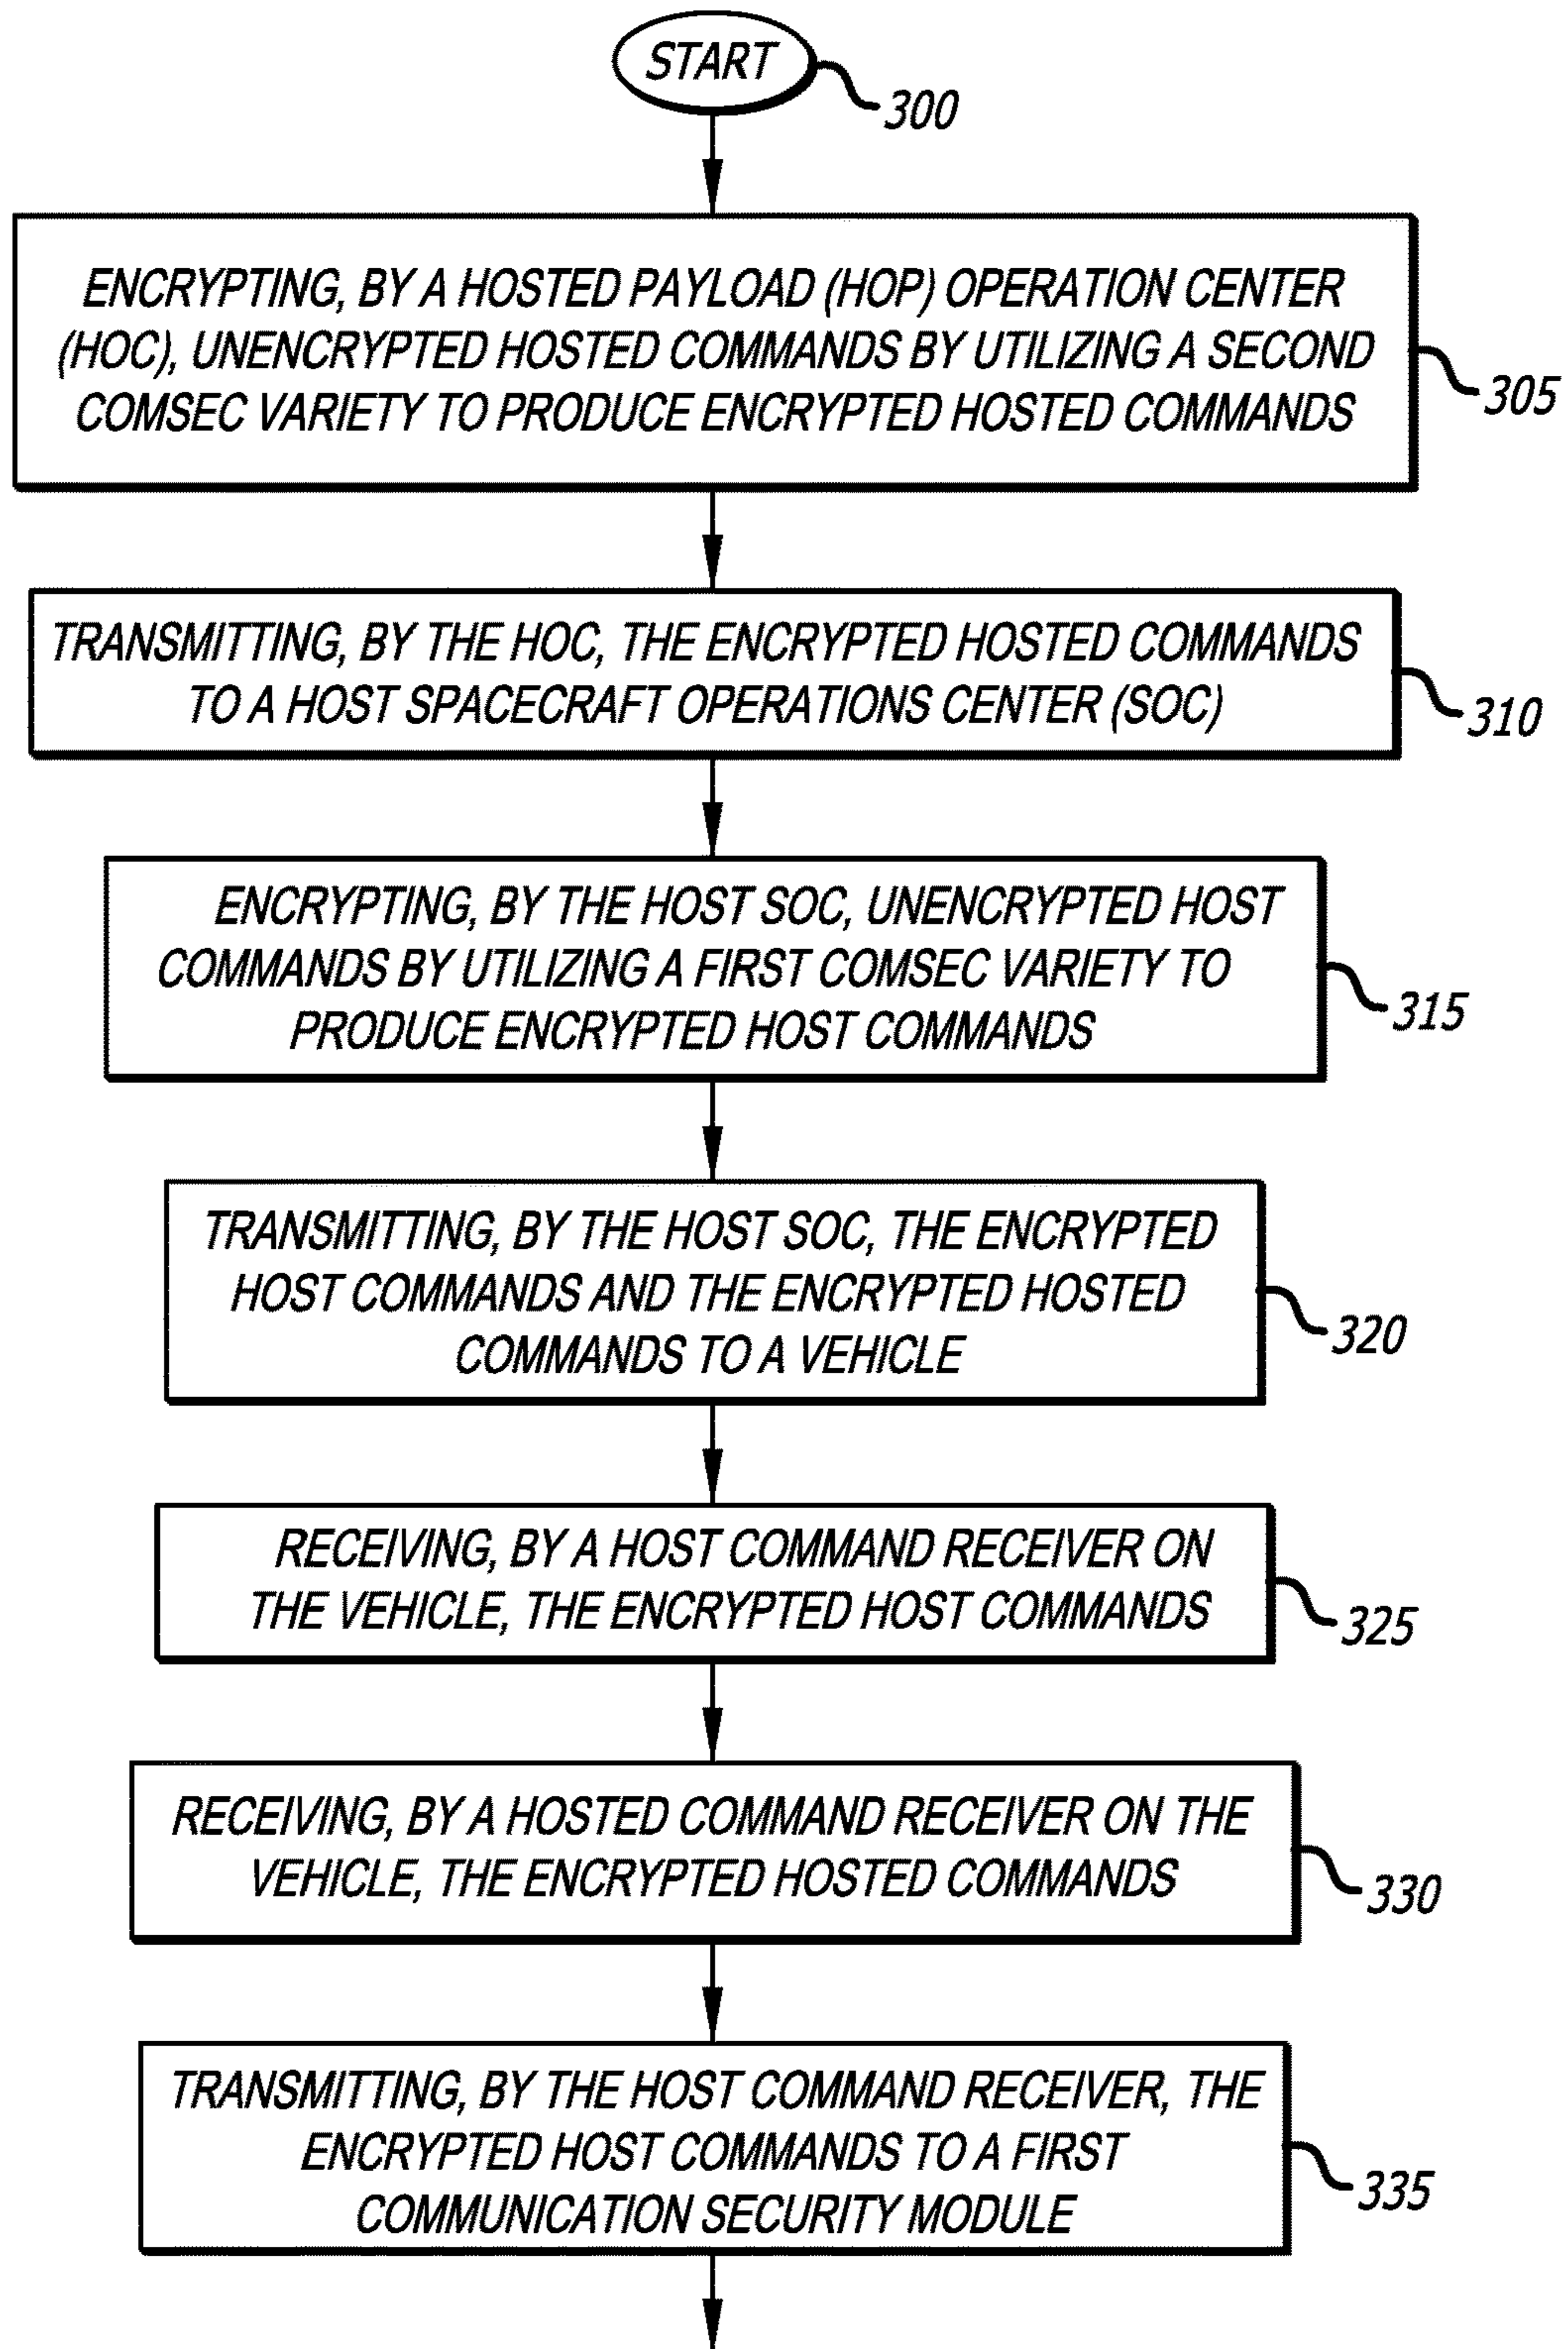 START
300
ENCRYPTING, BY A HOSTED PAYLOAD (HOP) OPERATION CENTER
(HOC), UNENCRYPTED HOSTED COMMANDS BY UTILIZING A SECOND
COMSEC VARIETY TO PRODUCE ENCRYPTED HOSTED COMMANDS
305
TRANSMITTING, BY THE HOC, THE ENCRYPTED HOSTED COMMANDS
TO A HOST SPACECRAFT OPERATIONS CENTER (SOC)
310
ENCRYPTING, BY THE HOST SOC, UNENCRYPTED HOST
COMMANDS BY UTILIZING A FIRST COMSEC VARIETY TO
PRODUCE ENCRYPTED HOST COMMANDS
315
TRANSMITTING, BY THE HOST SOC, THE ENCRYPTED
HOST COMMANDS AND THE ENCRYPTED HOSTED
COMMANDS TO A VEHICLE
320
RECEIVING, BY A HOST COMMAND RECEIVER ON
THE VEHICLE, THE ENCRYPTED HOST COMMANDS
325
RECEIVING, BY A HOSTED COMMAND RECEIVER ON THE
VEHICLE, THE ENCRYPTED HOSTED COMMANDS
330
TRANSMITTING, BY THE HOST COMMAND RECEIVER, THE
ENCRYPTED HOST COMMANDS TO A FIRST
COMMUNICATION SECURITY MODULE
335